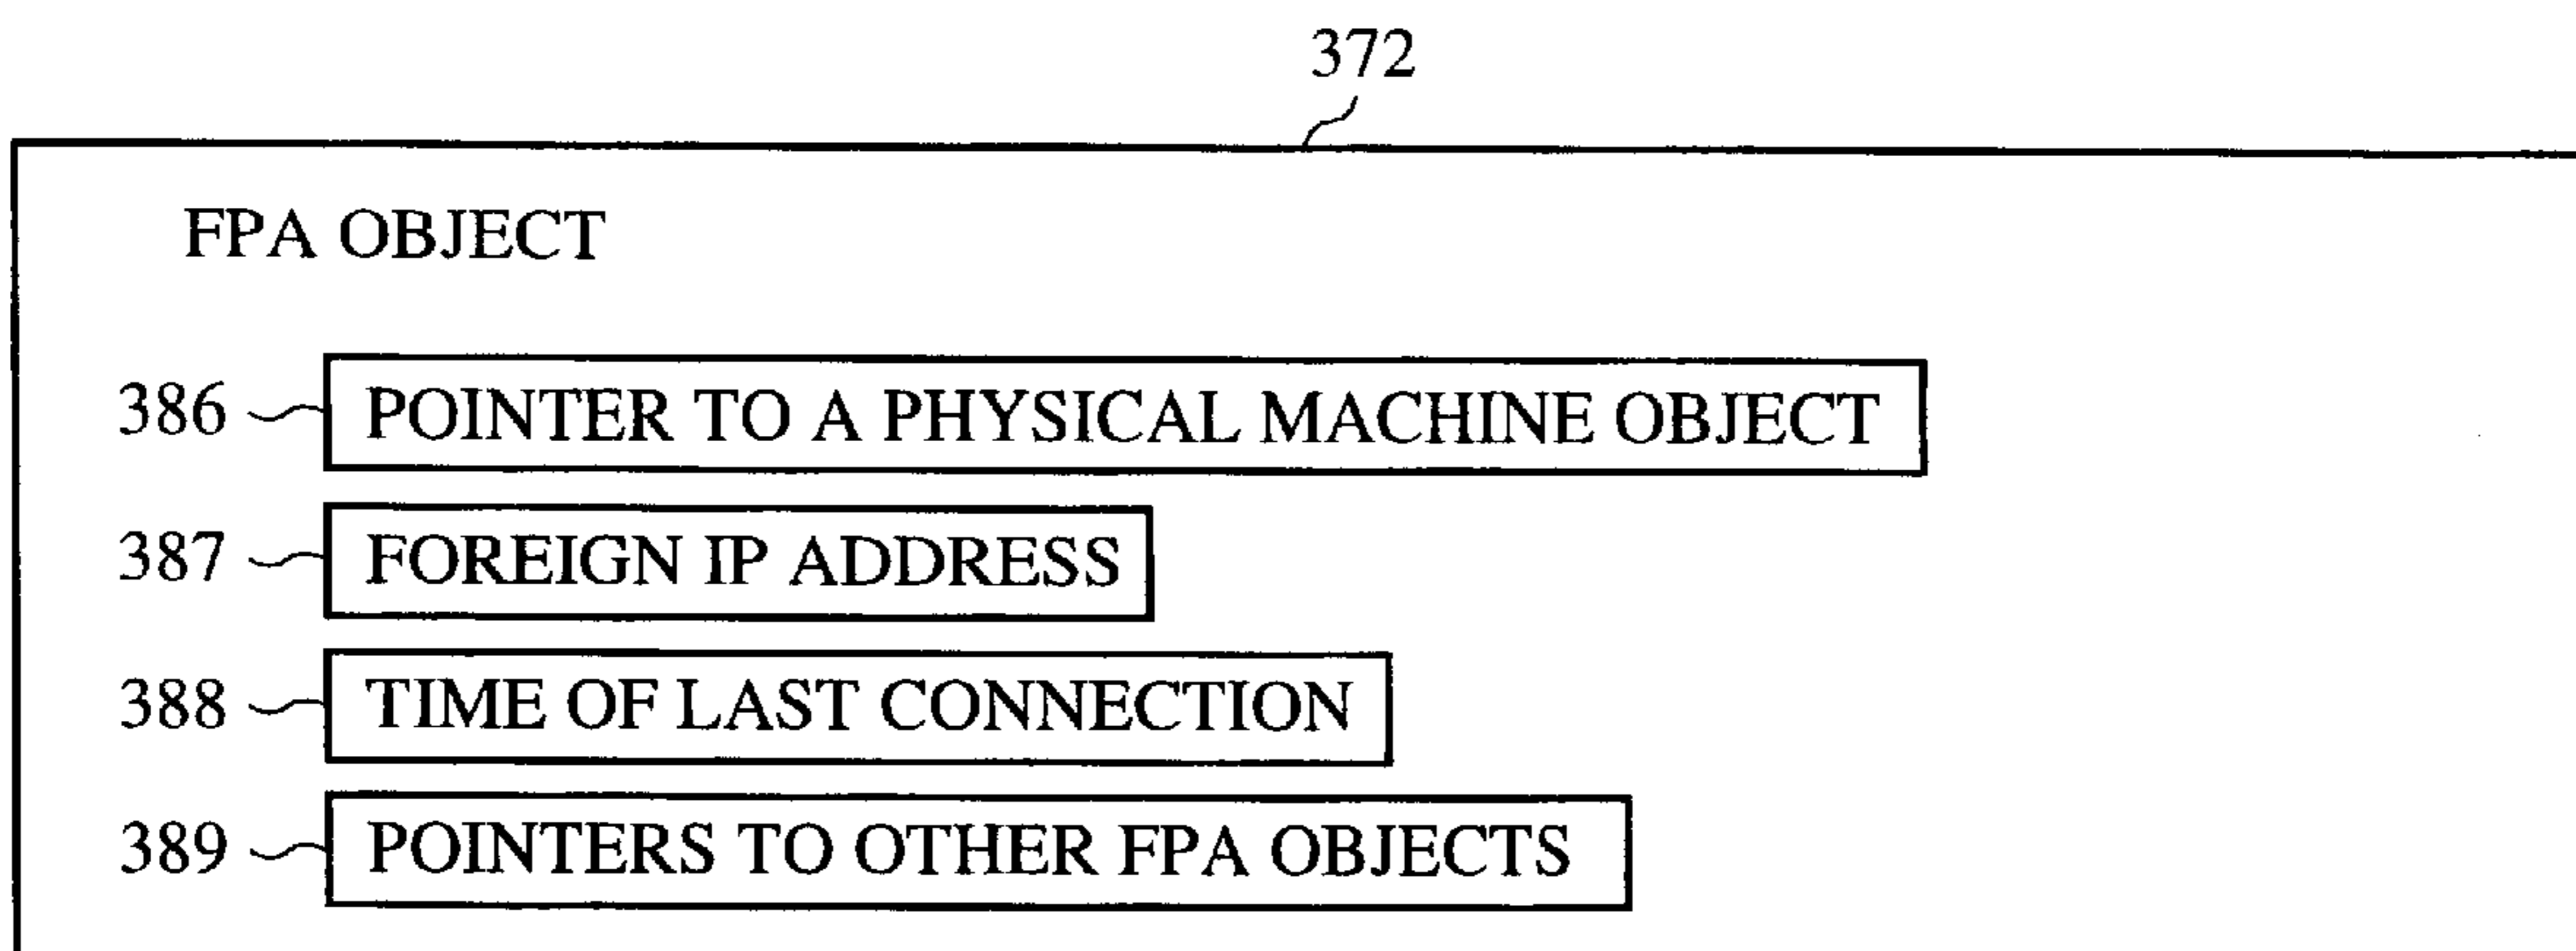 372
FPA OBJECT
386 POINTER TO A PHYSICAL MACHINE OBJECT
387 FOREIGN IP ADDRESS
388 TIME OF LAST CONNECTION
389 POINTERS TO OTHER FPA OBJECTS